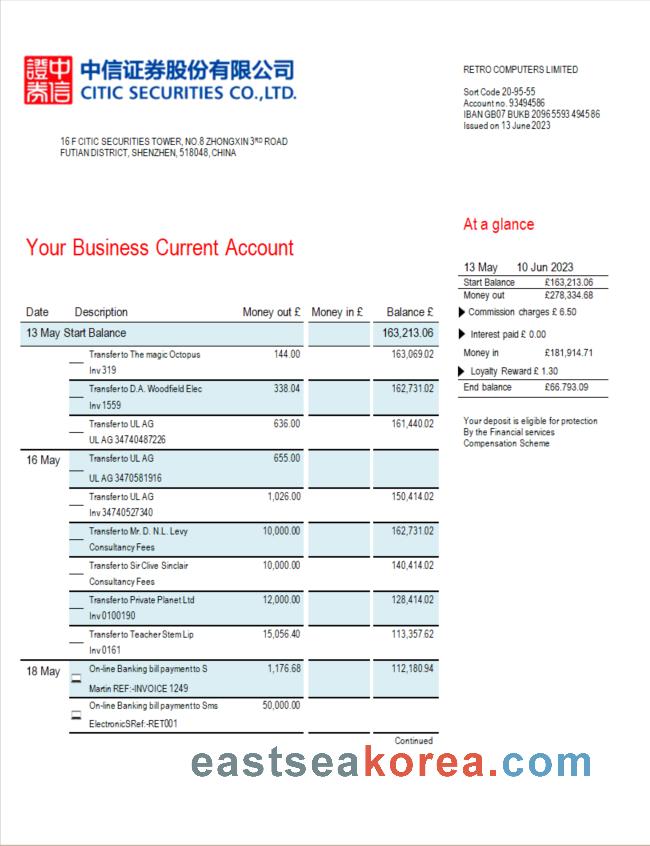 證中
券信
中信证券股份有限公司
CITIC SECURITIES CO.,LTD.
16 F CITIC SECURITIES TOWER, NO.8 ZHONGXIN 3RD ROAD
FUTIAN DISTRICT, SHENZHEN, 518048, CHINA
RETRO COMPUTERS LIMITED
Sort Code 20-95-55
Account no. 93494586
IBAN GB07 BUKB 2096 5593 4945 86
Issued on 13 June 2023
Your Business Current Account
At a glance
13 May 10 Jun 2023
Start Balance £163,213.06
Money out £278,334.68
Commission charges £ 6.50
Interest paid £ 0.00
Money in £181,914.71
Loyalty Reward £ 1.30
End balance £66.793.09
Your deposit is eligible for protection
By the Financial services
Compensation Scheme
Date Description Money out £ Money in £ Balance £
13 May Start Balance 163,213.06
Transfer to The magic Octopus 144.00 163,069.02
Inv 319
Transfer to D.A. Woodfield Elec 338.04 162,731.02
Inv 1559
Transfer to UL AG 636.00 161,440.02
UL AG 34740487226
16 May Transfer to UL AG 655.00
UL AG 3470581916
Transfer to UL AG 1,026.00 150,414.02
Inv 34740527340
Transfer to Mr. D. N.L. Levy 10,000.00 162,731.02
Consultancy Fees
Transfer to Sir Clive Sinclair 10,000.00 140,414.02
Consultancy Fees
Transfer to Private Planet Ltd 12,000.00 128,414.02
Inv 0100190
Transfer to Teacher Stem Lip 15,056.40 113,357.62
Inv 0161
18 May On-line Banking bill payment to S 1,176.68 112,180.94
Martin REF:-INVOICE 1249
On-line Banking bill payment to Sms 50,000.00
ElectronicSRef:-RET001
Continued
eastseakorea.com